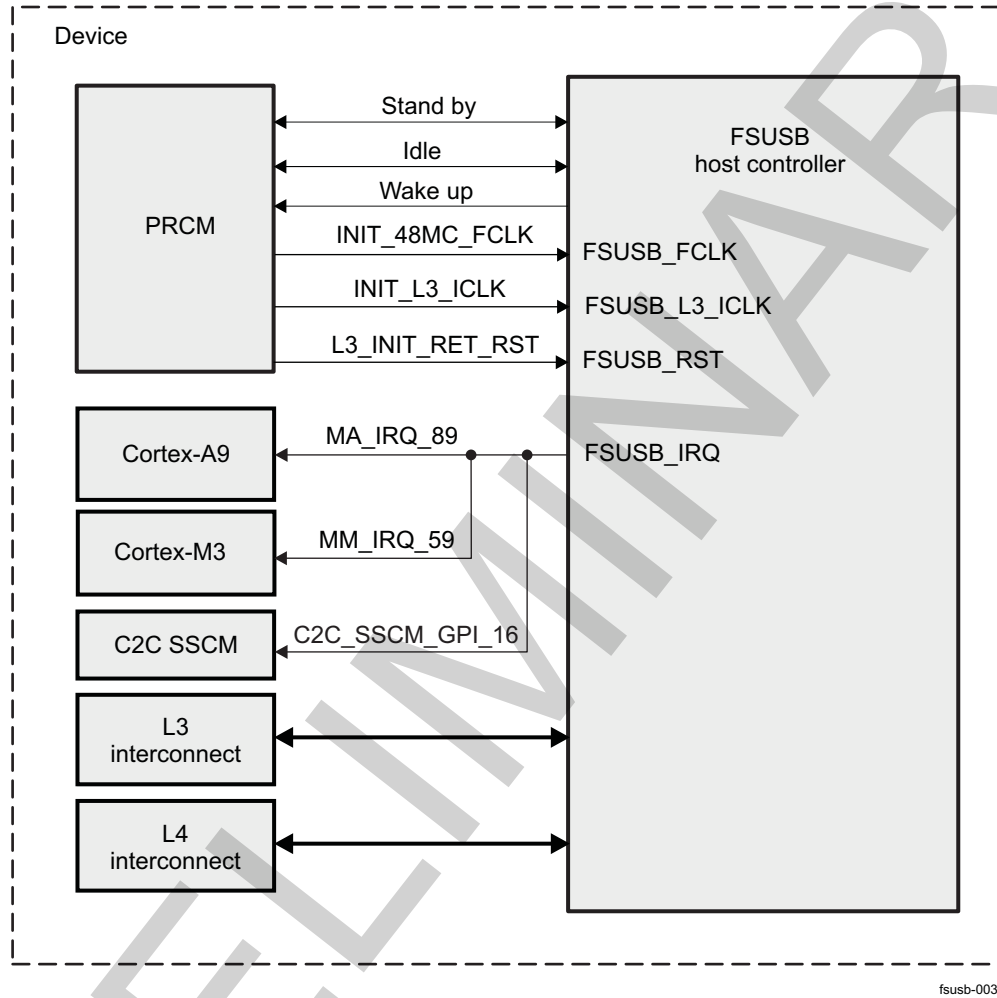 Device
Stand by
Idle
Wake up
PRCM
INIT_48MC_FCLK
INIT_L3_ICLK
L3_INIT_RET_RST
FSUSB
host controller
FSUSB_FCLK
FSUSB_L3_ICLK
FSUSB_RST
Cortex-A9
MA_IRQ_89
FSUSB_IRQ
Cortex-M3
MM_IRQ_59
C2C SSCM
C2C_SSCM_GPI_16
L3
interconnect
L4
interconnect
ELIMINAR
fsusb-003